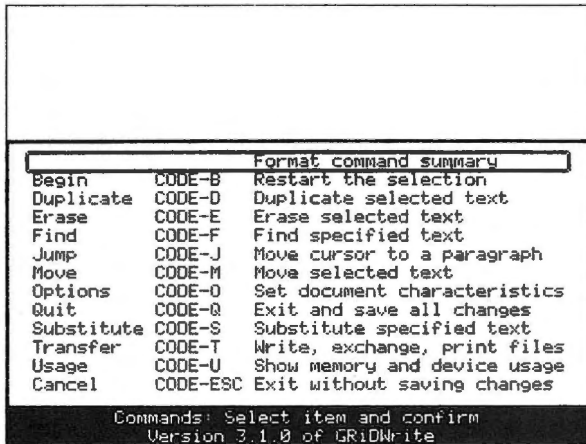 Format command summary
Begin CODE-B Restart the selection
Duplicate CODE-D Duplicate selected text
Erase CODE-E Erase selected text
Find CODE-F Find specified text
Jump CODE-J Move cursor to a paragraph
Move CODE-M Move selected text
Options CODE-O Set document characteristics
Quit CODE-Q Exit and save all changes
Substitute CODE-S Substitute specified text
Transfer CODE-T Write, exchange, print files
Usage CODE-U Show memory and device usage
Cancel CODE-ESC Exit without saving changes
Commands: Select item and confirm
Version 3.1.0 of GRiDWrite